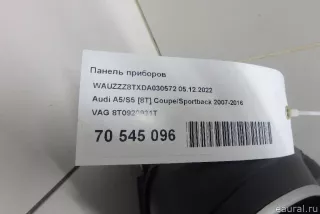 Панель приборов
WAUZZZ8TXDA030572 05.12.2022
Audi A5/S5 [8T] Coupe/Sportback 2007-2016
VAG
70 545 096
eaural.ru